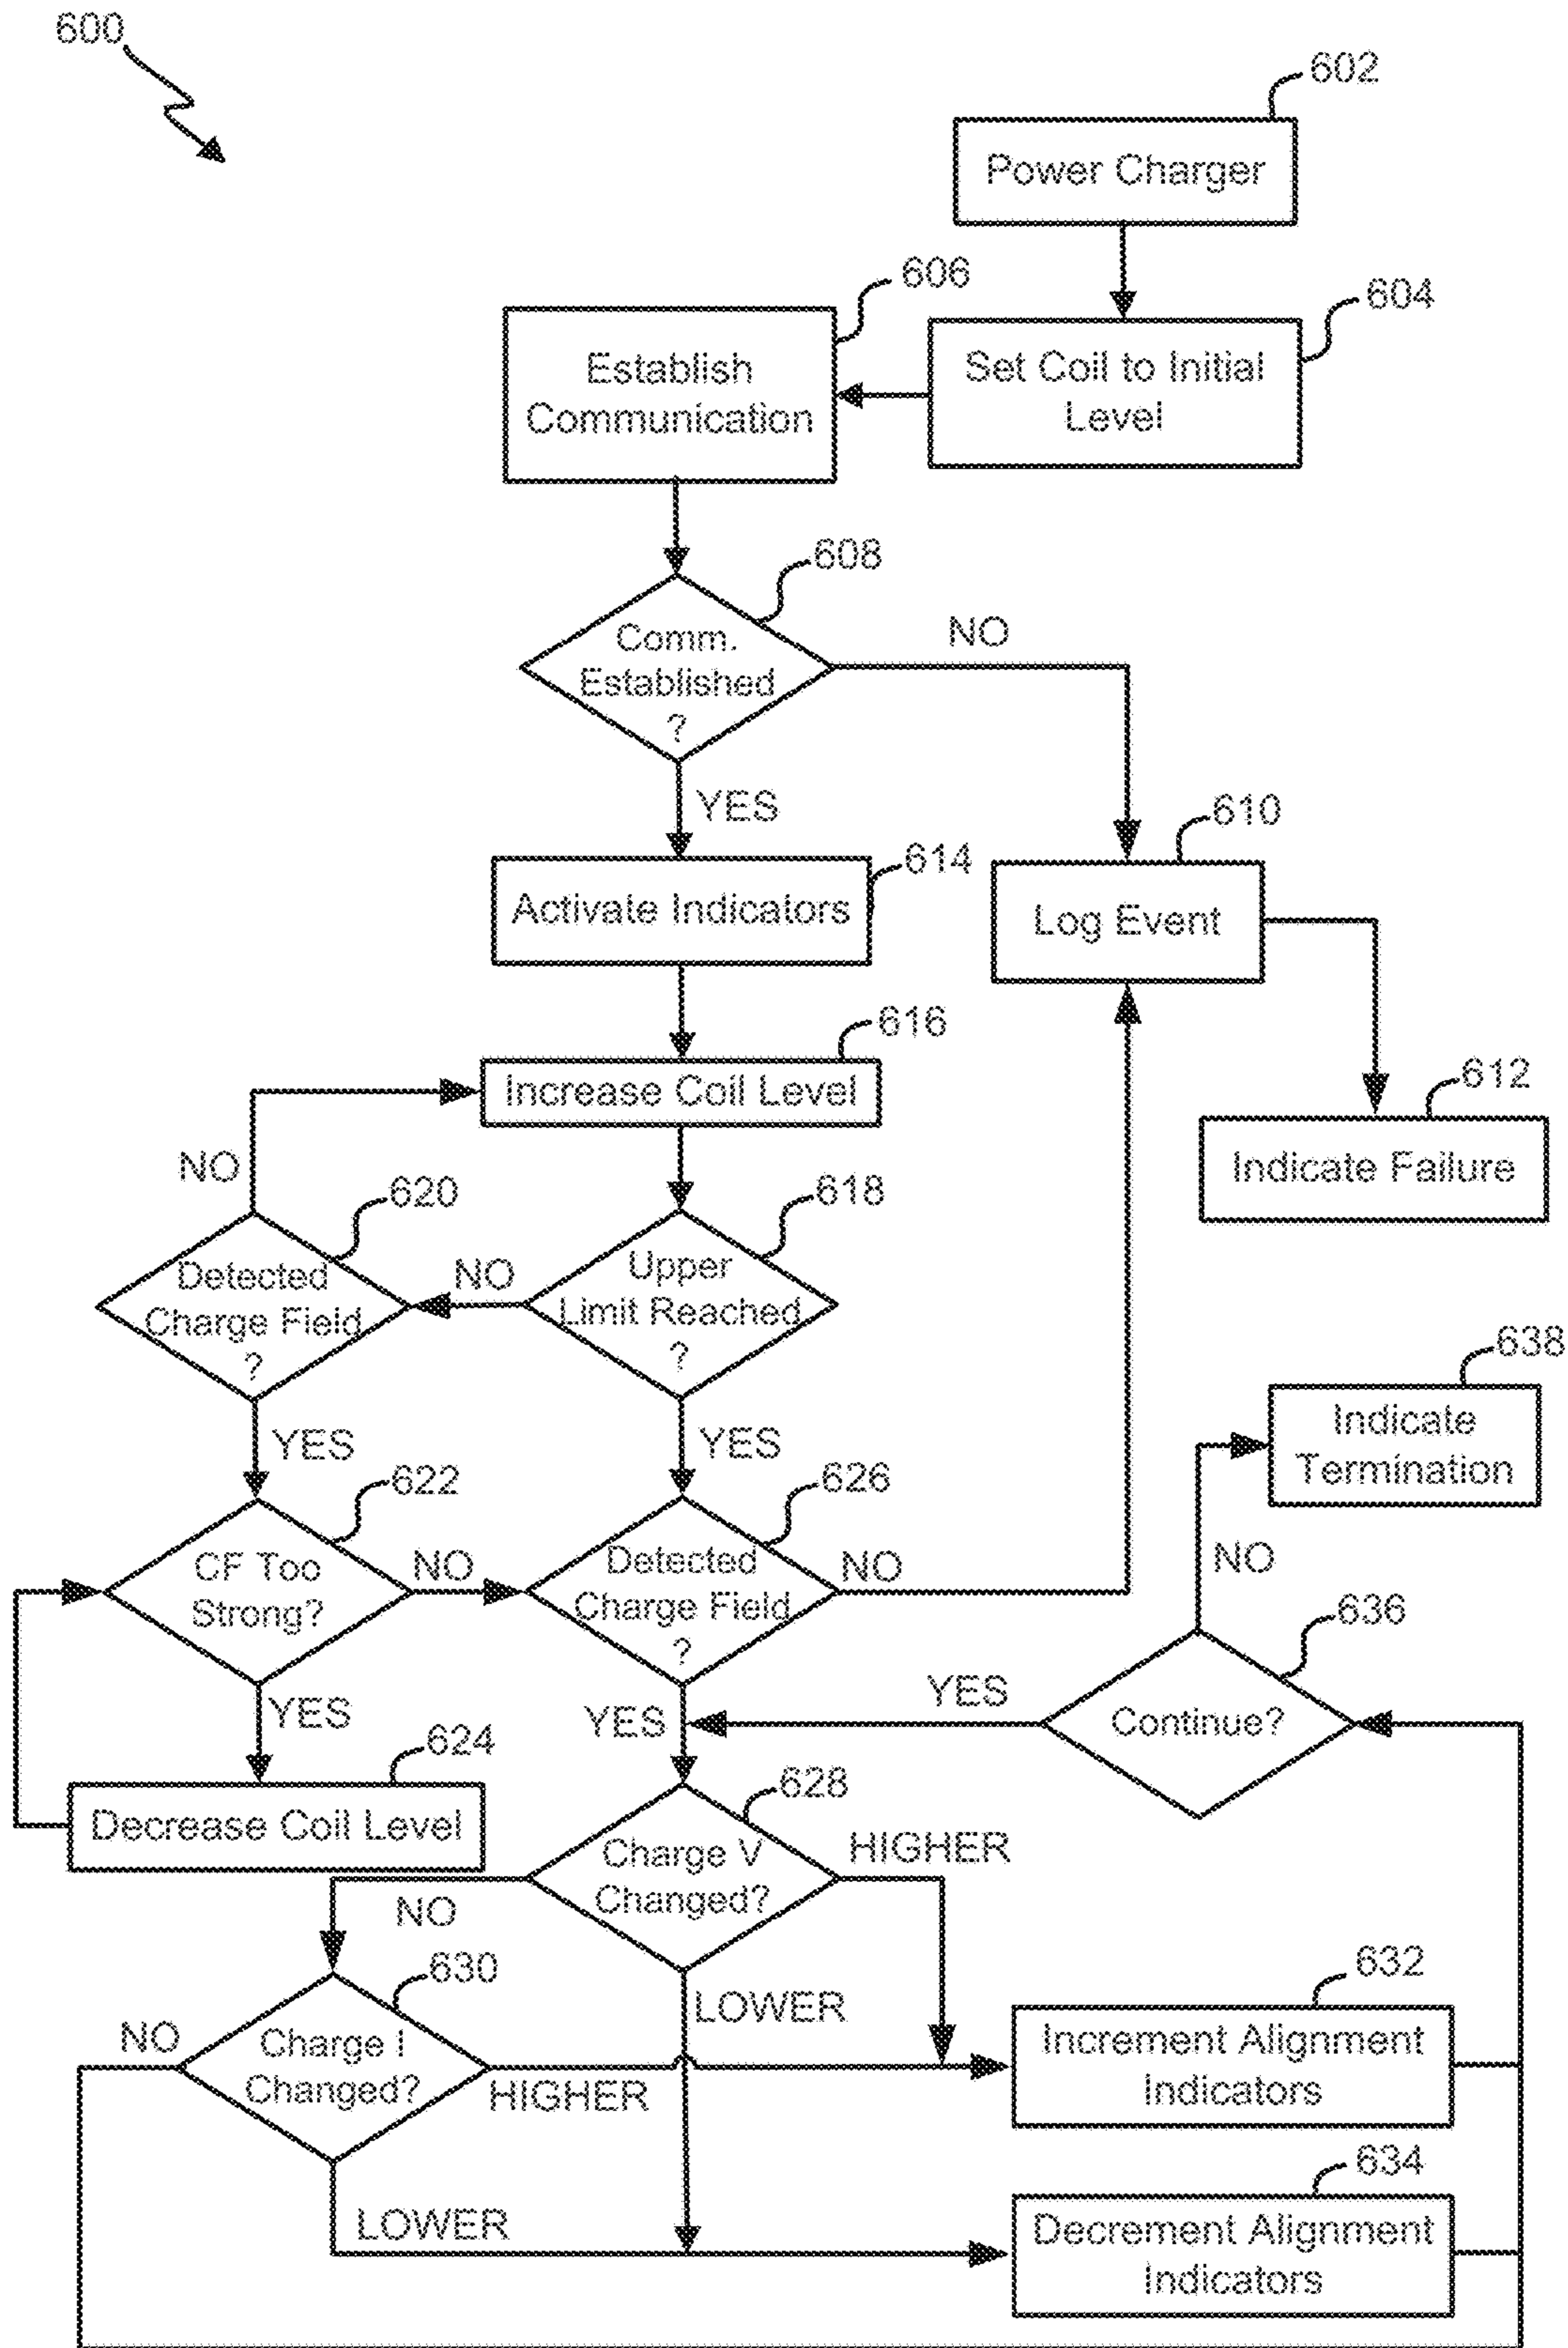 600
602
Power Charger
606
604
Establish
Communication
Set Coil to Initial
Level
608
Comm.
Established
?
NO
YES
610
614
Activate Indicators
Log Event
616
Increase Coil Level
612
Indicate Failure
NO
620
618
Detected
Charge Field
?
NO
Upper
Limit Reached
?
638
Indicate
Termination
YES
YES
622
626
CF Too
Strong?
NO
Detected
Charge Field
?
NO
NO
636
Continue?
YES
YES
YES
624
Decrease Coil Level
628
Charge V
Changed?
HIGHER
NO
630
LOWER
632
Increment Alignment
Indicators
NO
Charge I
Changed?
HIGHER
634
Decrement Alignment
Indicators
LOWER